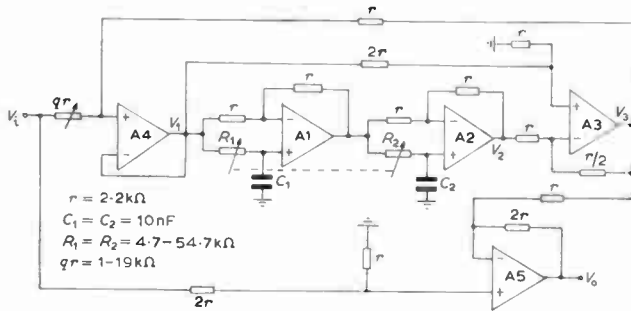 r
r
qr
2r
V₃
Vᵢ
A4
V₁
r
r
r
r
A3
+
−
R₁
A1
R₂
A2
V₂
r
r/2
C₁
C₂
r
r = 2·2kΩ
C₁ = C₂ = 10nF
R₁ = R₂ = 4·7–54·7kΩ
qr = 1–19kΩ
r
2r
A5
V₀
2r